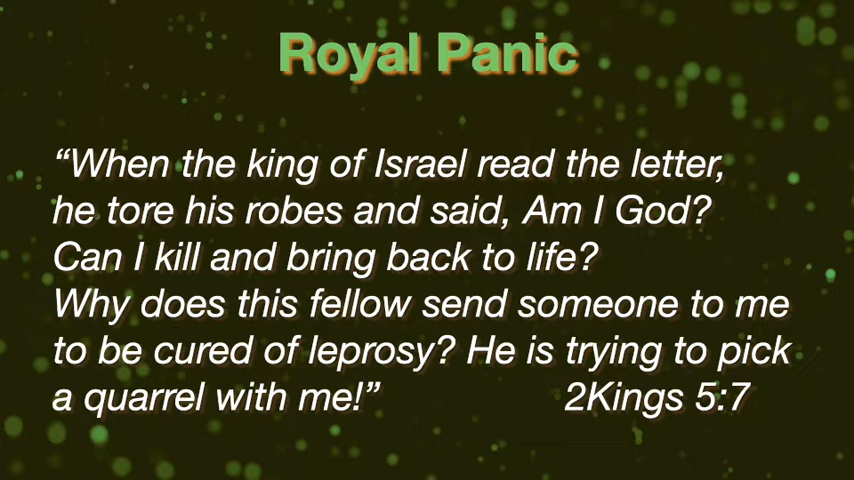 Royal Panic
“When the king of Israel read the letter,
he tore his robes and said, Am I God?
Can I kill and bring back to life?
Why does this fellow send someone to me
to be cured of leprosy? He is trying to pick
a quarrel with me!” 2Kings 5:7